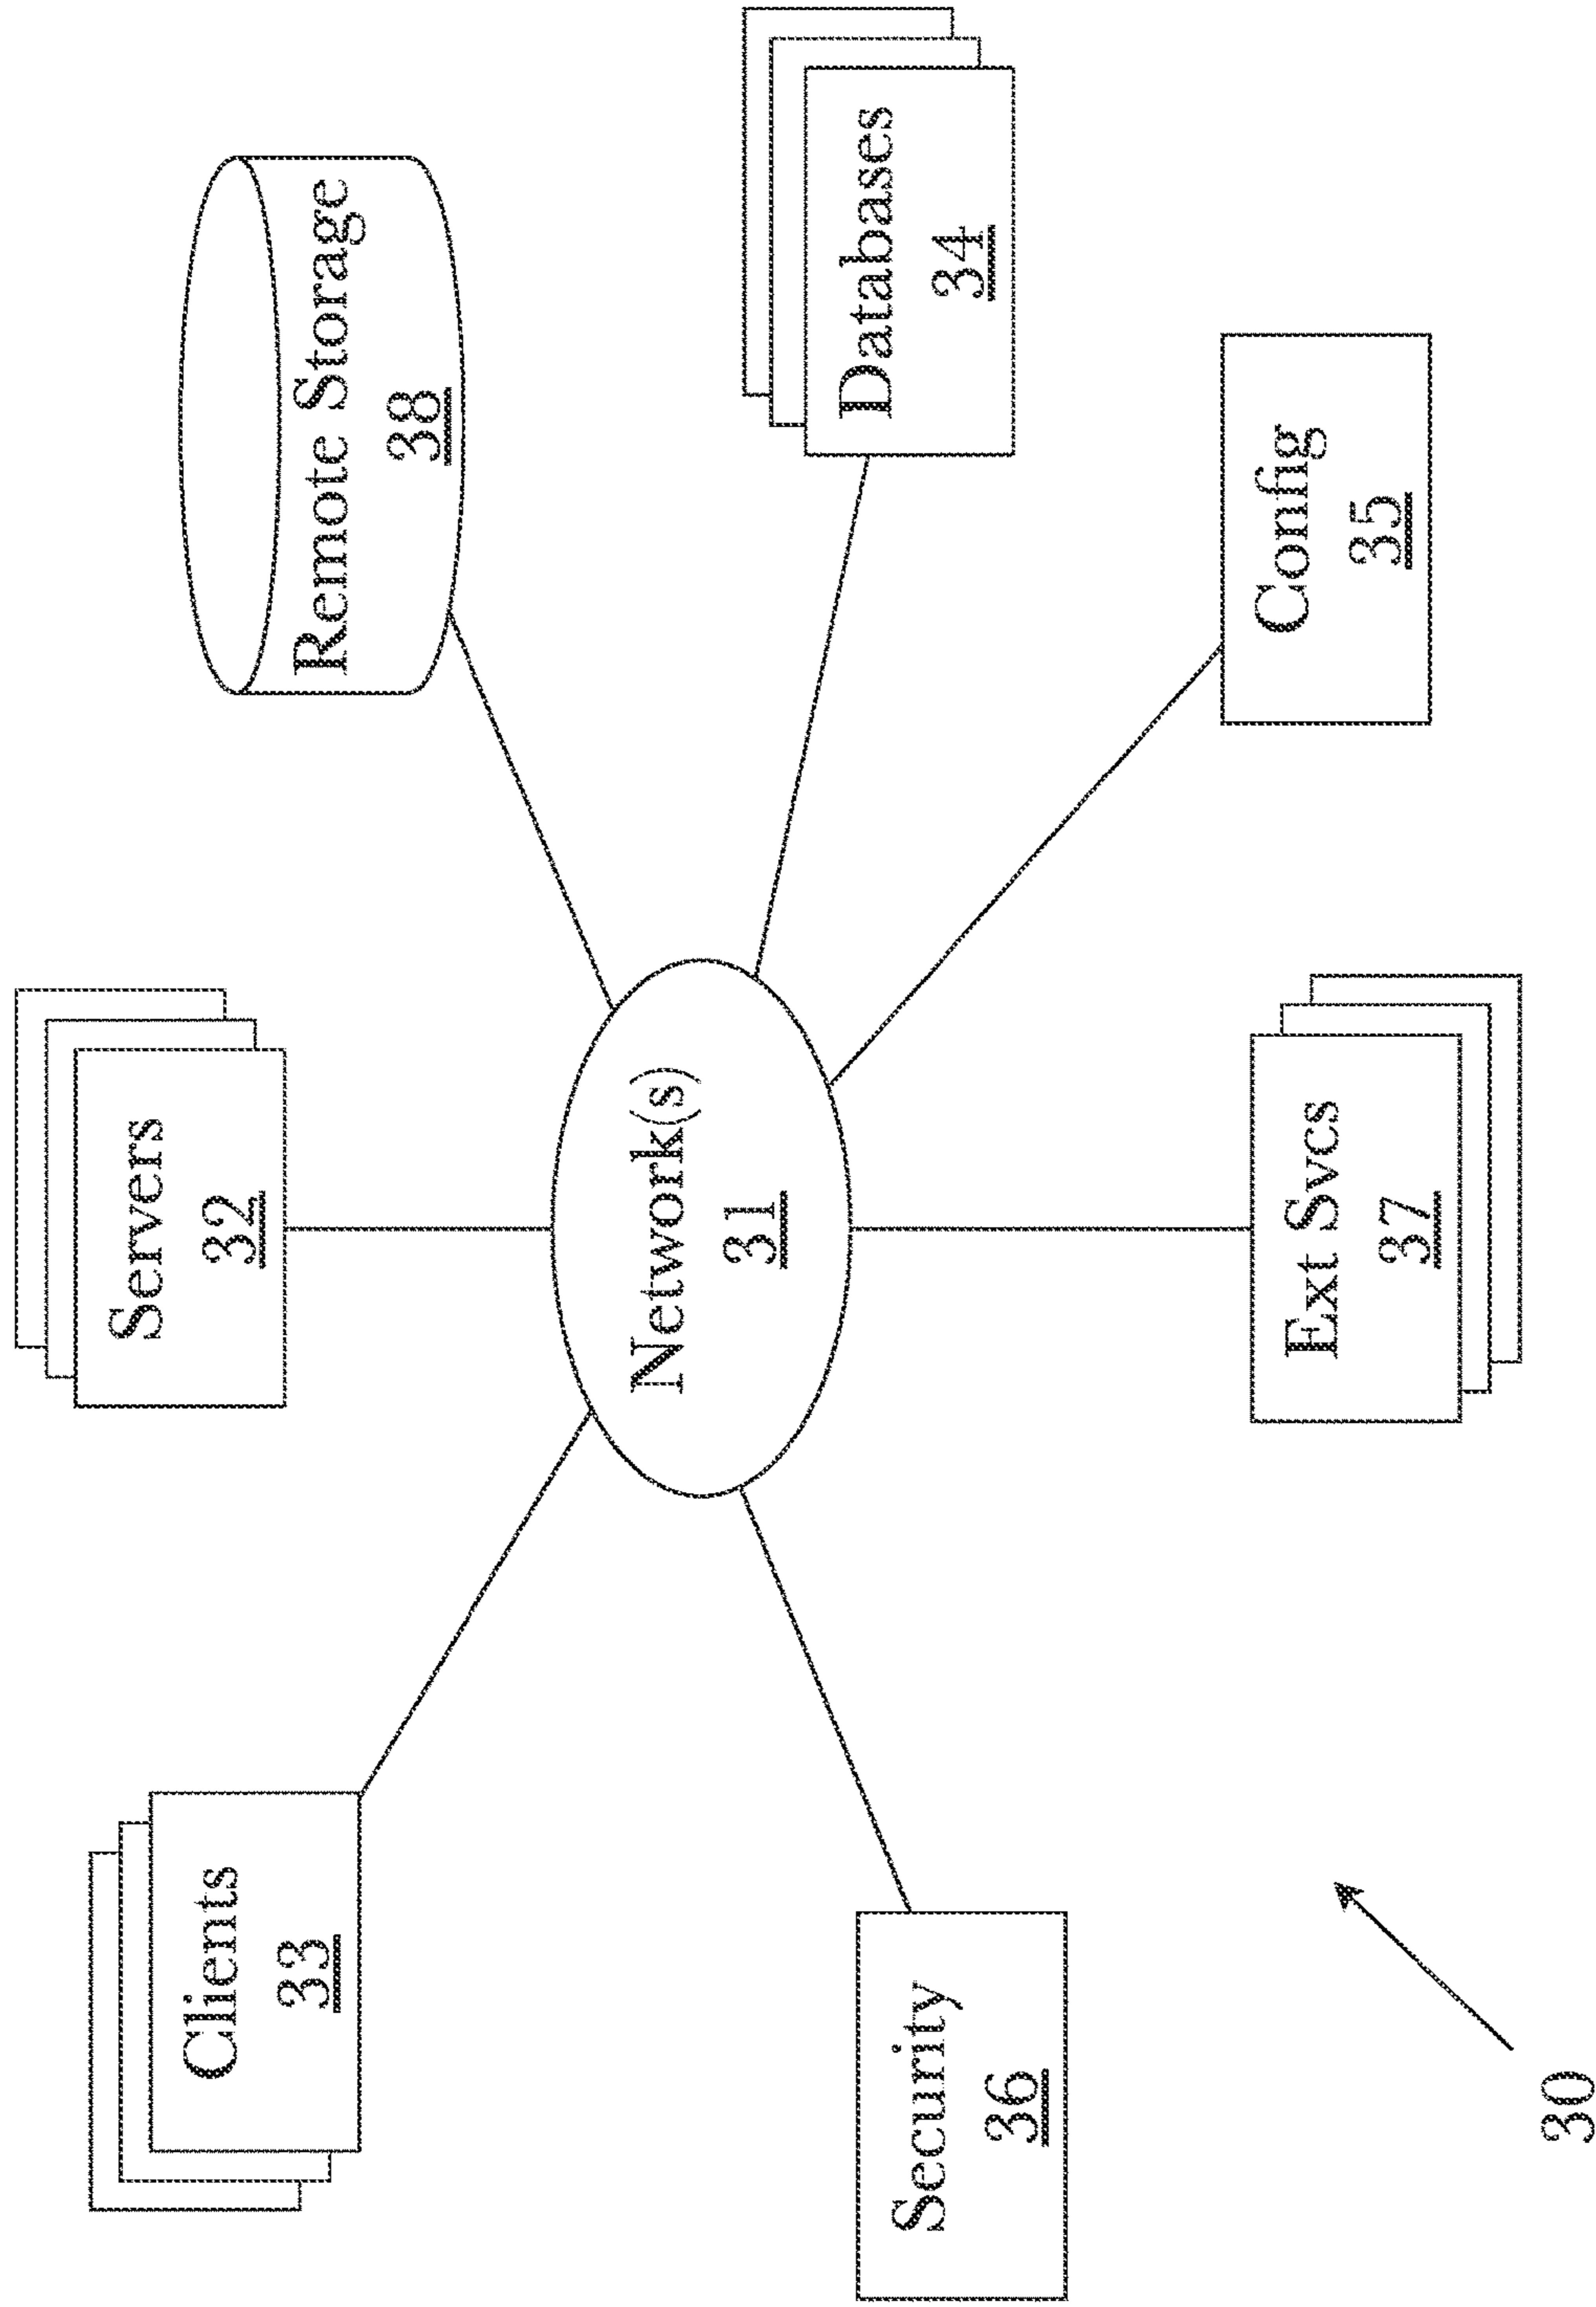 Servers
32
Remote Storage
38
Clients
33
Network(s)
31
Databases
34
Security
36
Ext Svcs
37
Config
35
30